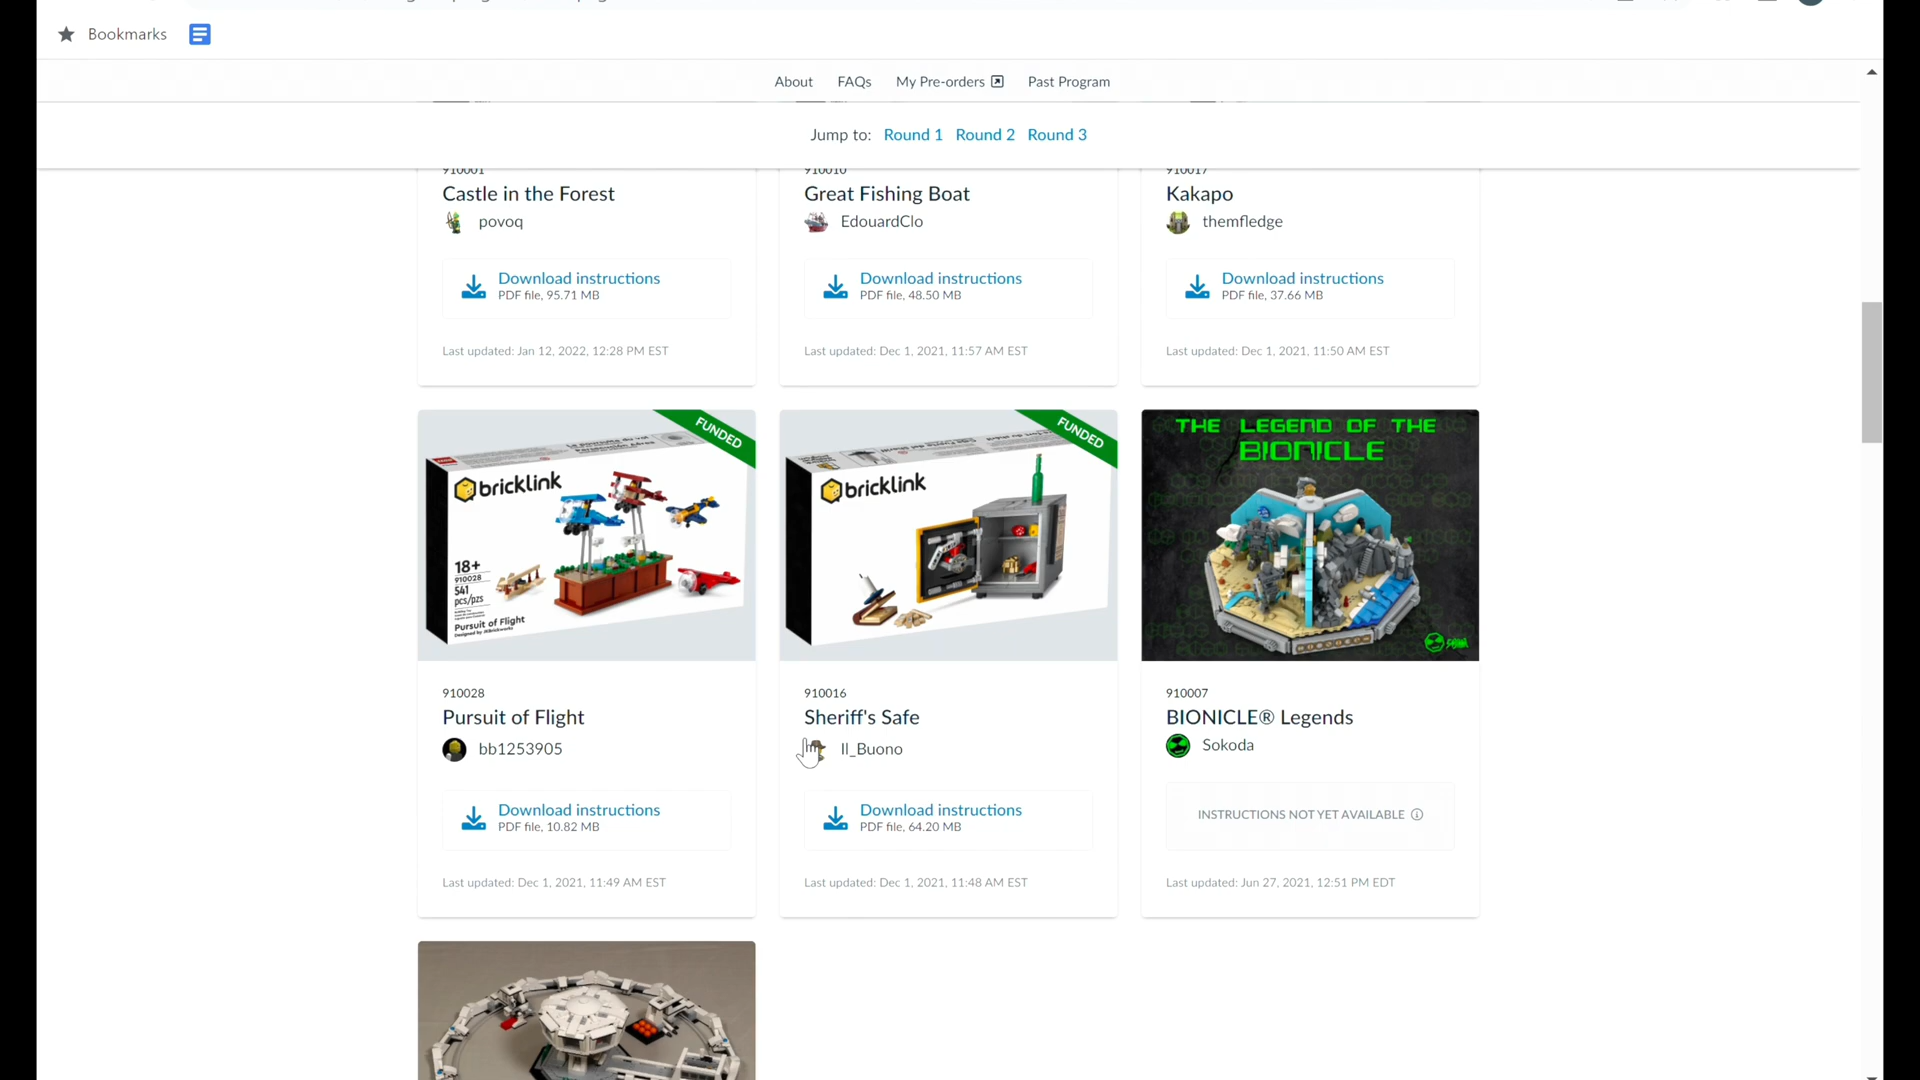 Bookmarks
About FAQs My Pre-orders Past Program
Jump to: Round 1 Round 2 Round 3
910001
Castle in the Forest
povoq
Download instructions
PDF file, 95.71 MB
Last updated: Jan 12, 2022, 12:28 PM EST
910010
Great Fishing Boat
EdouardClo
Download instructions
PDF file, 48.50 MB
Last updated: Dec 1, 2021, 11:57 AM EST
910017
Kakapo
themfledge
Download instructions
PDF file, 37.66 MB
Last updated: Dec 1, 2021, 11:50 AM EST
FUNDED
bricklink
18+
910028
541
pcs/pzs
Pursuit of Flight
Designed by JKBrickworks
910028
Pursuit of Flight
bb1253905
Download instructions
PDF file, 10.82 MB
Last updated: Dec 1, 2021, 11:49 AM EST
FUNDED
bricklink
910016
Sheriff's Safe
Il_Buono
Download instructions
PDF file, 64.20 MB
Last updated: Dec 1, 2021, 11:48 AM EST
THE LEGEND OF THE
BIONICLE
910007
BIONICLE® Legends
Sokoda
INSTRUCTIONS NOT YET AVAILABLE
Last updated: Jun 27, 2021, 12:51 PM EDT